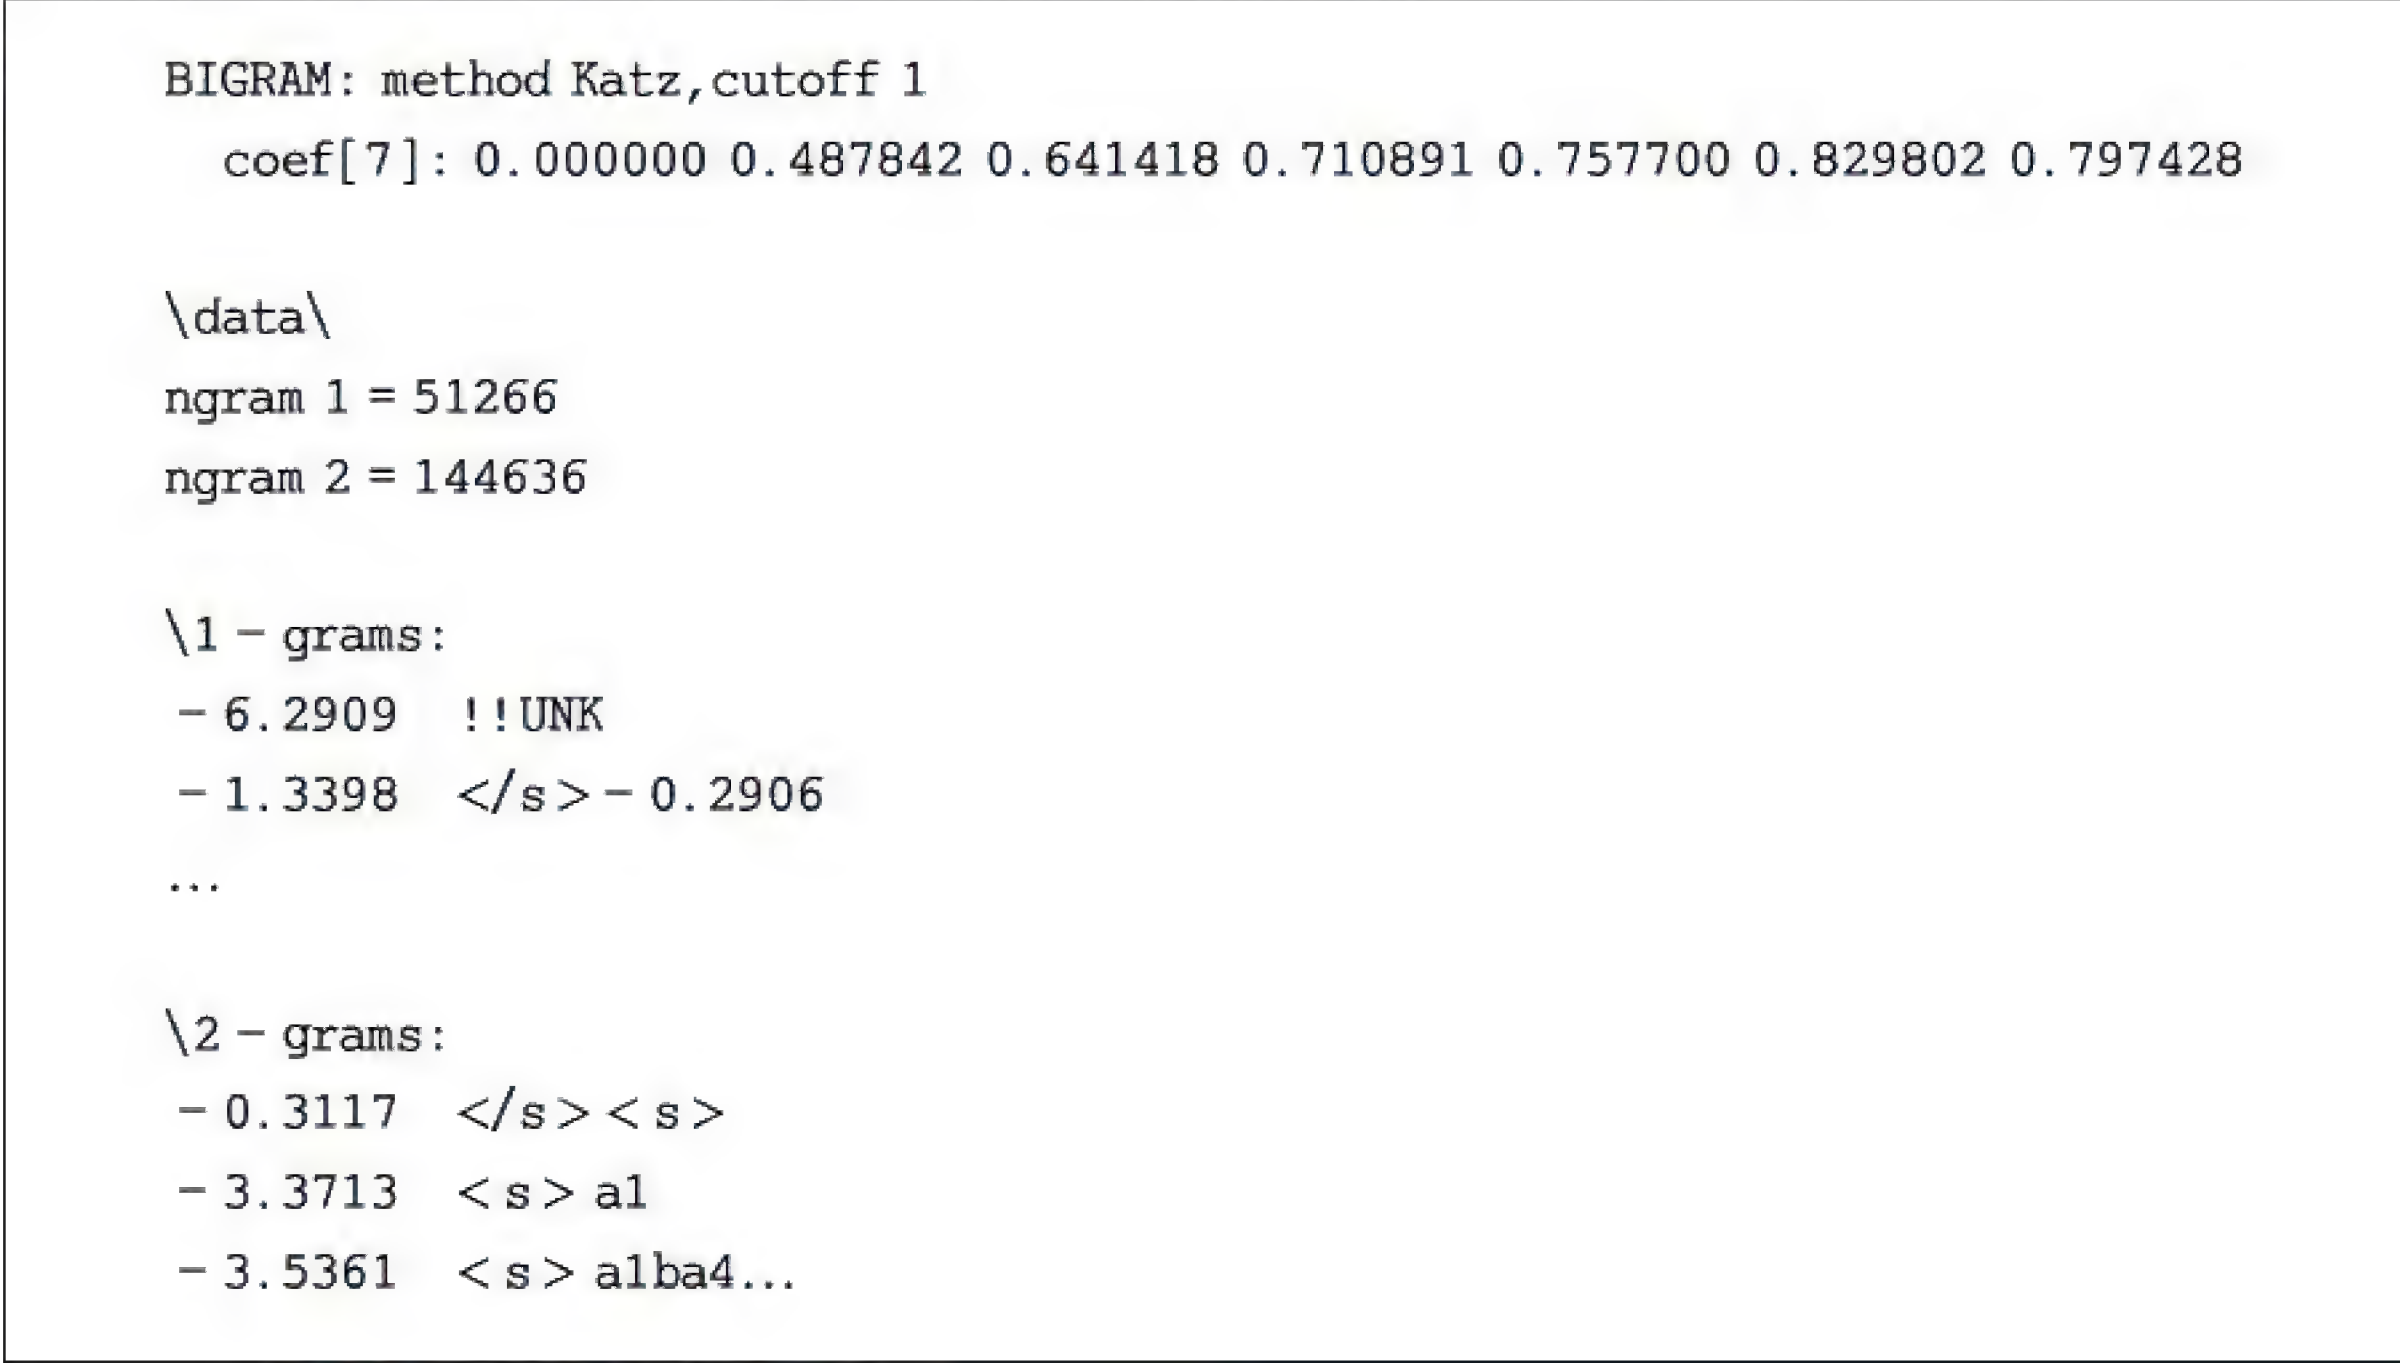 BIGRAM: method Katz,cutoff 1
coef[7]: 0.000000 0.487842 0.641418 0.710891 0.757700 0.829802 0.797428
\data\
ngram 1 = 51266
ngram 2 = 144636
\1 - grams:
- 6.2909 !!UNK
- 1.3398 </s> - 0.2906
...
\2 - grams:
- 0.3117 </s> <s>
- 3.3713 <s> a1
- 3.5361 <s> a1ba4...